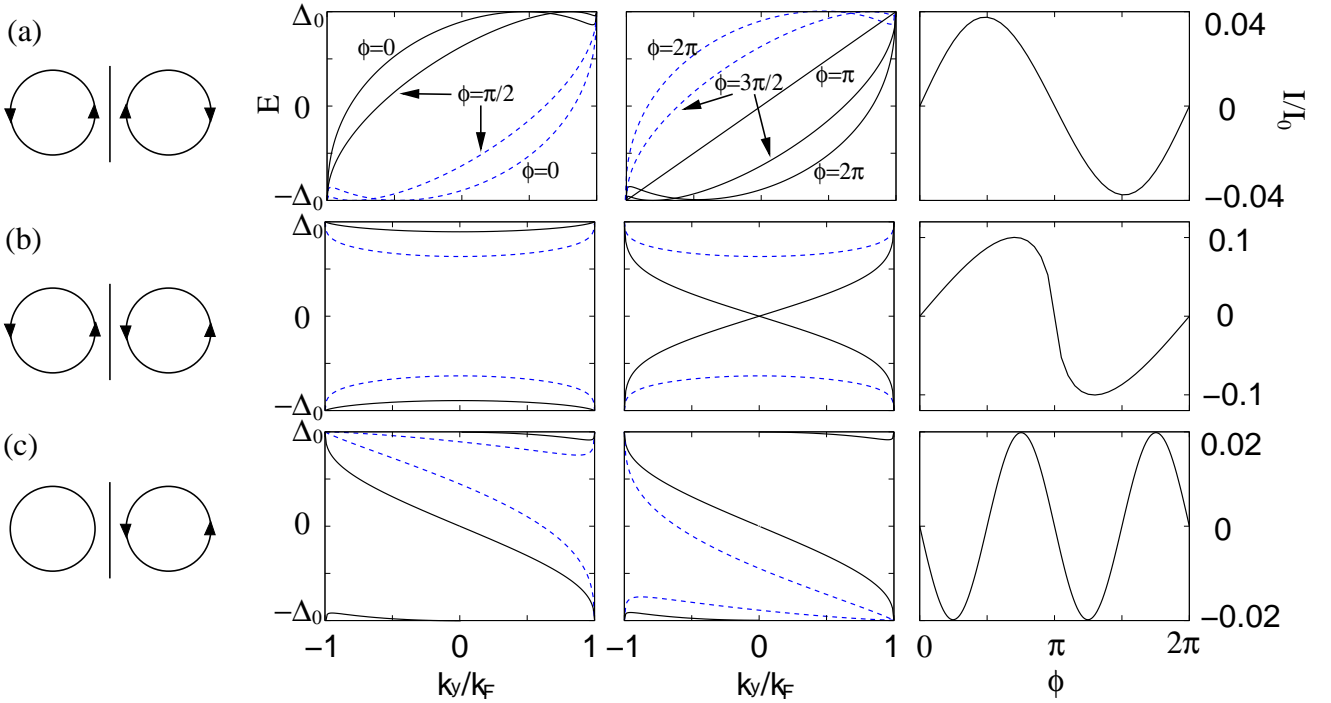 (a)
Δ₀
E
0
−Δ₀
ϕ=0
ϕ=π/2
ϕ=0
ϕ=2π
ϕ=π
ϕ=3π/2
ϕ=2π
0.04
0
−0.04
I/I₀
(b)
Δ₀
0
−Δ₀
0.1
0
−0.1
(c)
Δ₀
0
−Δ₀
0.02
0
−0.02
−1 0 1
−1 0 1
0 π 2π
ky/kF
ky/kF
ϕ